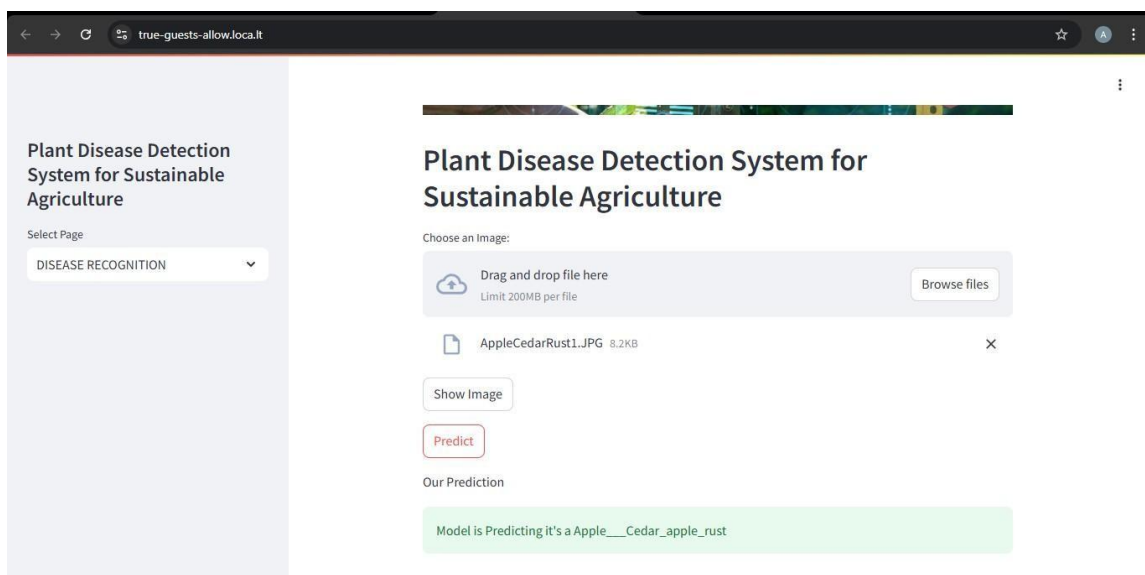 true-guests-allow.loca.lt
A
Plant Disease Detection
System for Sustainable
Agriculture
Select Page
DISEASE RECOGNITION
Plant Disease Detection System for
Sustainable Agriculture
Choose an Image:
Drag and drop file here
Limit 200MB per file
Browse files
AppleCedarRust1.JPG 8.2KB
Show Image
Predict
Our Prediction
Model is Predicting it's a Apple___Cedar_apple_rust